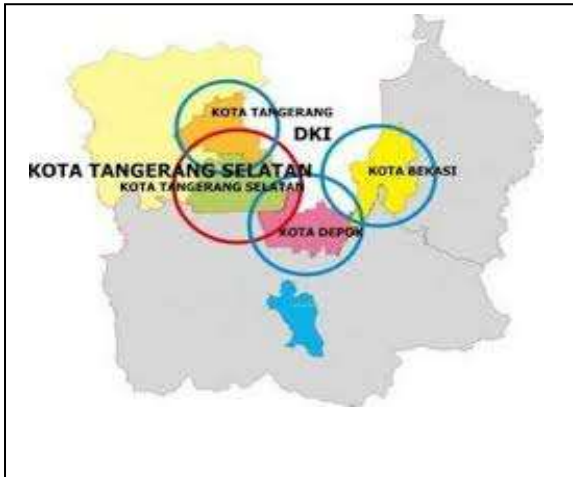 KOTA TANGERANG
DKI
KOTA TANGERANG SELATAN
KOTA TANGERANG SELATAN
KOTA BEKASI
KOTA DEPOK